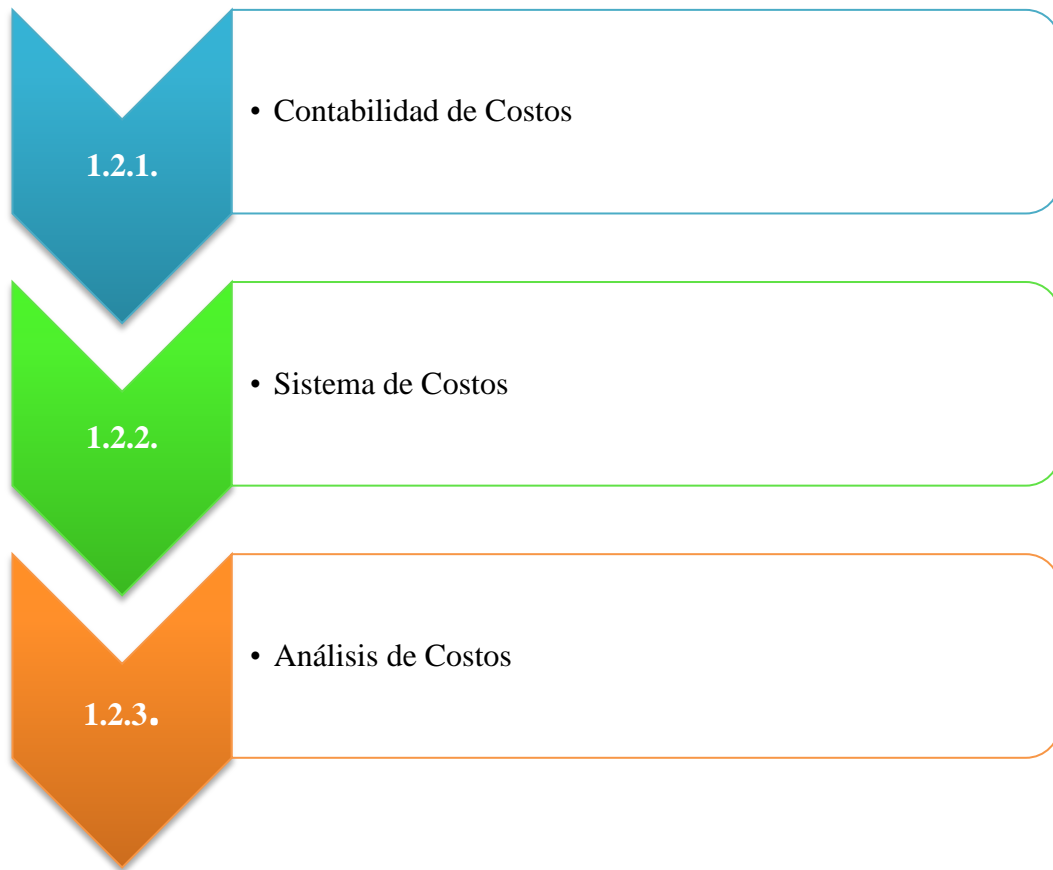 1.2.1.
• Contabilidad de Costos
1.2.2.
• Sistema de Costos
1.2.3.
• Análisis de Costos